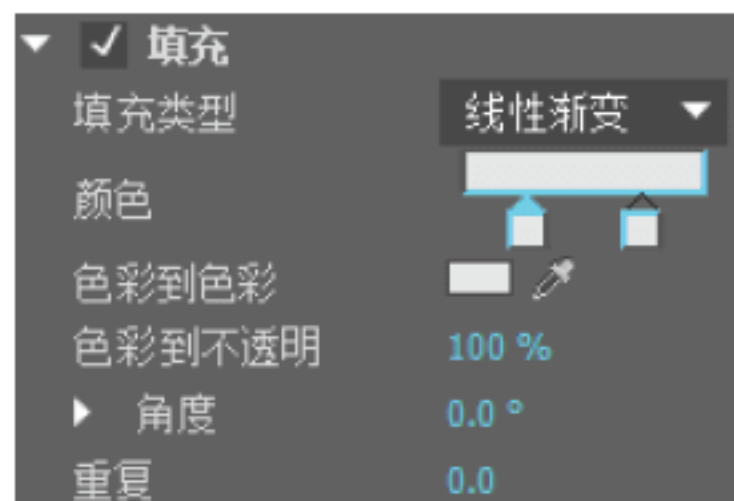 填充
填充类型 线性渐变
颜色
色彩到色彩
色彩到不透明 100 %
角度 0.0 °
重复 0.0